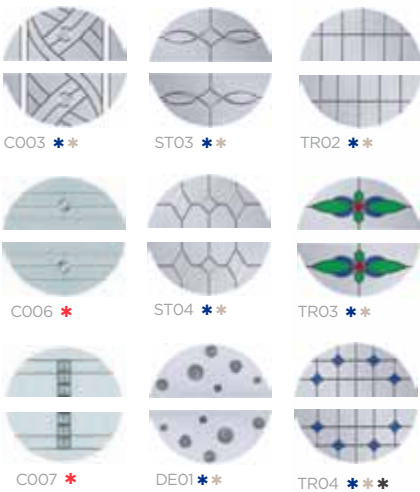 C003 ** ST03 ** TR02 **
C006 * ST04 ** TR03 **
C007 * DE01 ** TR04 ***